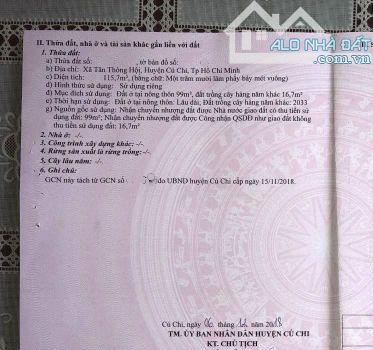 ALO NHÀ ĐẤT
II. Thửa đất, nhà ở và tài sản khác gắn liền với đất
1. Thửa đất:
a) Thửa đất số: , tờ bản đồ số:
b) Địa chỉ: Xã Tân Thông Hội, Huyện Củ Chi, Tp Hồ Chí Minh
c) Diện tích: 115,7m², (bằng chữ: Một trăm mười lăm phẩy bảy mét vuông)
d) Hình thức sử dụng: Sử dụng riêng
đ) Mục đích sử dụng: Đất ở tại nông thôn 99m², đất trồng cây hàng năm khác 16,7m²
e) Thời hạn sử dụng: Đất ở tại nông thôn: Lâu dài; Đất trồng cây hàng năm khác: 2033
g) Nguồn gốc sử dụng: Nhận chuyển nhượng đất được Nhà nước giao đất có thu tiền
sử dụng đất: 99m²; Nhận chuyển nhượng đất được Công nhận QSDĐ như giao đất không
thu tiền sử dụng đất: 16,7m²
2. Nhà ở: -/-
3. Công trình xây dựng khác: -/-
4. Rừng sản xuất là rừng trồng: -/-
5. Cây lâu năm: -/-
6. Ghi chú:
GCN này tách từ GCN số do UBND huyện Củ Chi cấp ngày 15/11/2018.
Củ Chi, ngày 06 tháng 12 năm 2018
TM. ỦY BAN NHÂN DÂN HUYỆN CỦ CHI
KT. CHỦ TỊCH